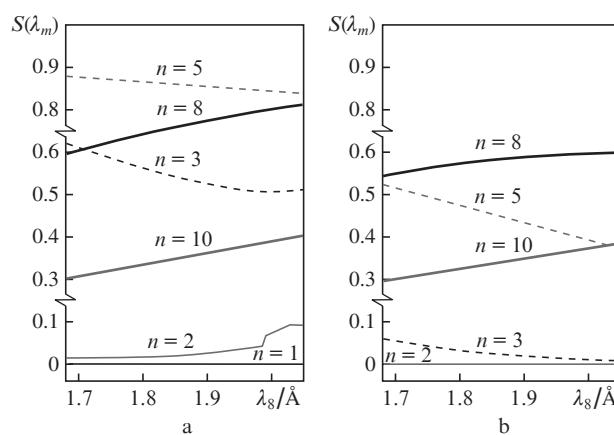 S(λₘ)
0.9
0.8
0.6
0.5
0.4
0.3
0.1
0
n = 5
n = 8
n = 3
n = 10
n = 2
n = 1
1.7
1.8
1.9
λ₈/Å
a
S(λₘ)
0.9
0.8
0.6
0.5
0.4
0.3
0.1
0
n = 8
n = 5
n = 10
n = 3
n = 2
1.7
1.8
1.9
λ₈/Å
b